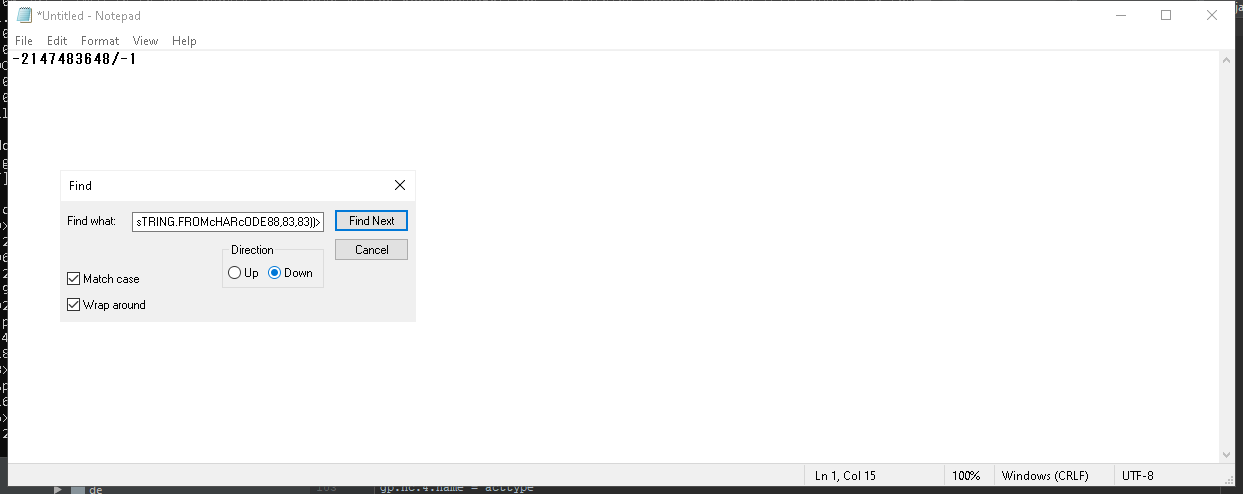 *Untitled - Notepad
File Edit Format View Help
-2147483648/-1
Find
Find what: sTRING.FROMcHARcODE88,83,83))> Find Next
Direction Cancel
Up Down
Match case
Wrap around
Ln 1, Col 15 100% Windows (CRLF) UTF-8
de